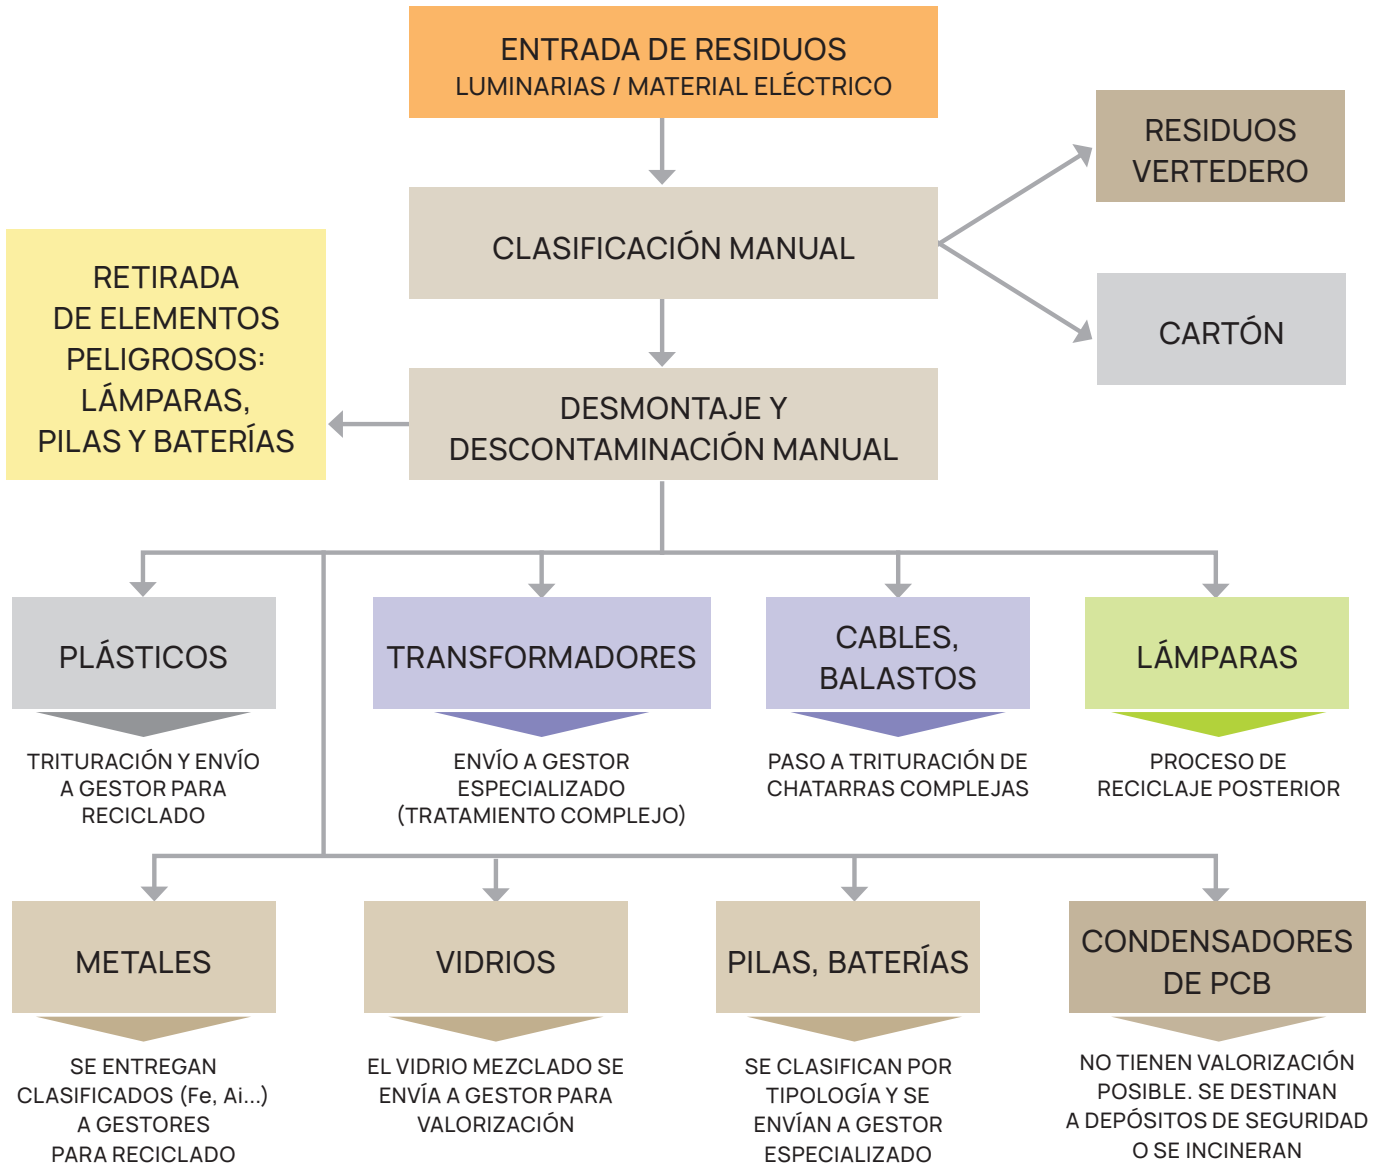 ENTRADA DE RESIDUOS
LUMINARIAS / MATERIAL ELÉCTRICO
RESIDUOS
VERTEDERO
CLASIFICACIÓN MANUAL
CARTÓN
RETIRADA
DE ELEMENTOS
PELIGROSOS:
LÁMPARAS,
PILAS Y BATERÍAS
DESMONTAJE Y
DESCONTAMINACIÓN MANUAL
PLÁSTICOS
TRITURACIÓN Y ENVÍO
A GESTOR PARA
RECICLADO
TRANSFORMADORES
ENVÍO A GESTOR
ESPECIALIZADO
(TRATAMIENTO COMPLEJO)
CABLES,
BALASTOS
PASO A TRITURACIÓN DE
CHATARRAS COMPLEJAS
LÁMPARAS
PROCESO DE
RECICLAJE POSTERIOR
METALES
SE ENTREGAN
CLASIFICADOS (Fe, Ai...)
A GESTORES
PARA RECICLADO
VIDRIOS
EL VIDRIO MEZCLADO SE
ENVÍA A GESTOR PARA
VALORIZACIÓN
PILAS, BATERÍAS
SE CLASIFICAN POR
TIPOLOGÍA Y SE
ENVÍAN A GESTOR
ESPECIALIZADO
CONDENSADORES
DE PCB
NO TIENEN VALORIZACIÓN
POSIBLE. SE DESTINAN
A DEPÓSITOS DE SEGURIDAD
O SE INCINERAN